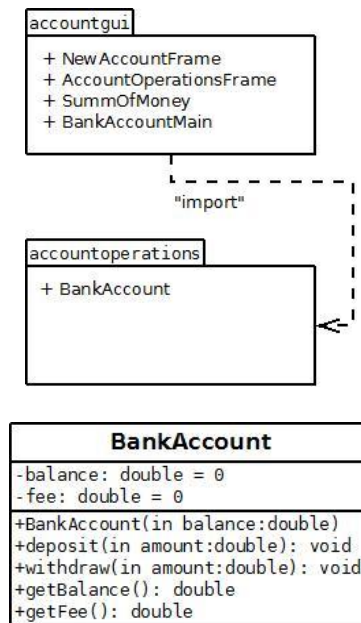 accountgui
+ NewAccountFrame
+ AccountOperationsFrame
+ SummOfMoney
+ BankAccountMain
"import"
accountoperations
+ BankAccount
BankAccount
-balance: double = 0
-fee: double = 0
+BankAccount(in balance:double)
+deposit(in amount:double): void
+withdraw(in amount:double): void
+getBalance(): double
+getFee(): double